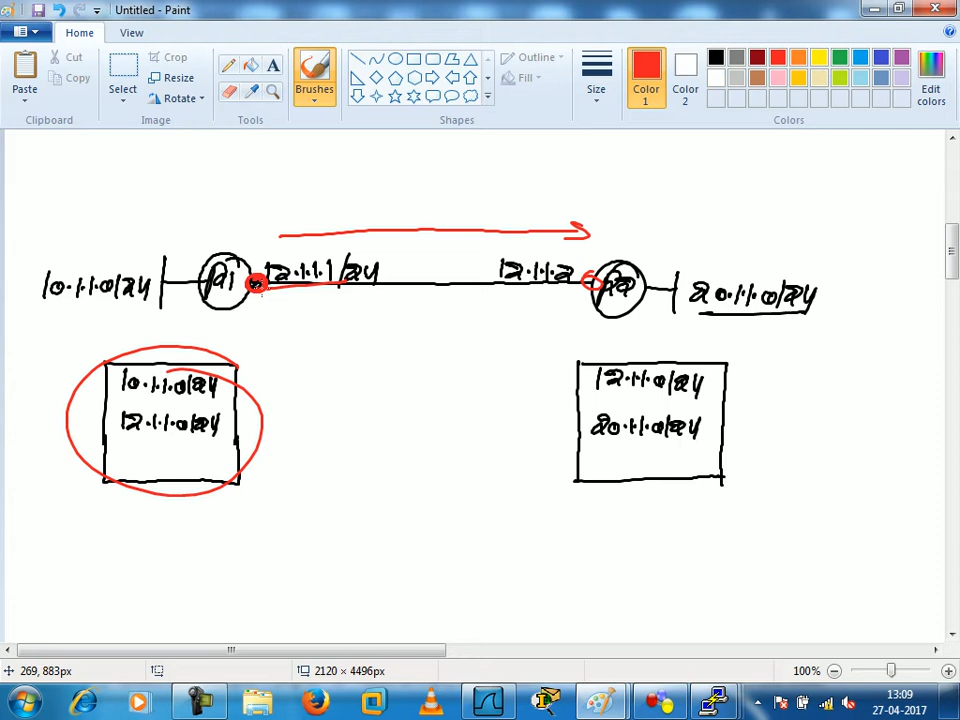 Untitled - Paint
Home
View
Paste
Cut
Copy
Clipboard
Select
Crop
Resize
Rotate
Image
A
Tools
Brushes
Outline
Fill
Shapes
Size
Color 1
Color 2
Edit colors
Colors
10.1.1.0/24
R1
12.1.1.1/24
12.1.1.2
R2
20.1.1.0/24
10.1.1.0/24
12.1.1.0/24
12.1.1.0/24
20.1.1.0/24
269, 883px
2120 × 4496px
100%
13:09
27-04-2017